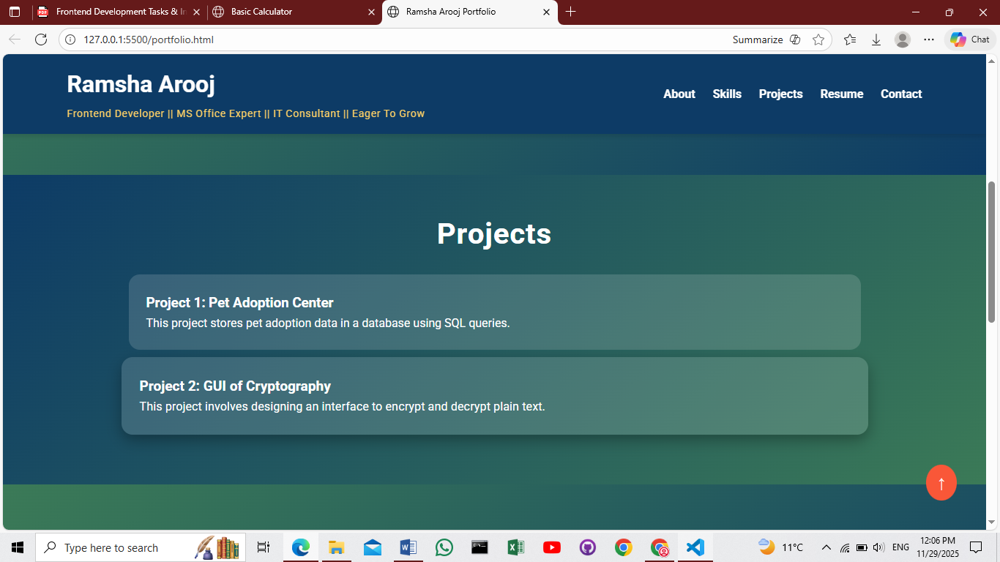 Frontend Development Tasks & In
Basic Calculator
Ramsha Arooj Portfolio
127.0.0.1:5500/portfolio.html
Summarize
Chat
Ramsha Arooj
Frontend Developer || MS Office Expert || IT Consultant || Eager To Grow
About
Skills
Projects
Resume
Contact
Projects
Project 1: Pet Adoption Center
This project stores pet adoption data in a database using SQL queries.
Project 2: GUI of Cryptography
This project involves designing an interface to encrypt and decrypt plain text.
↑
Type here to search
11°C
ENG
12:06 PM
11/29/2025